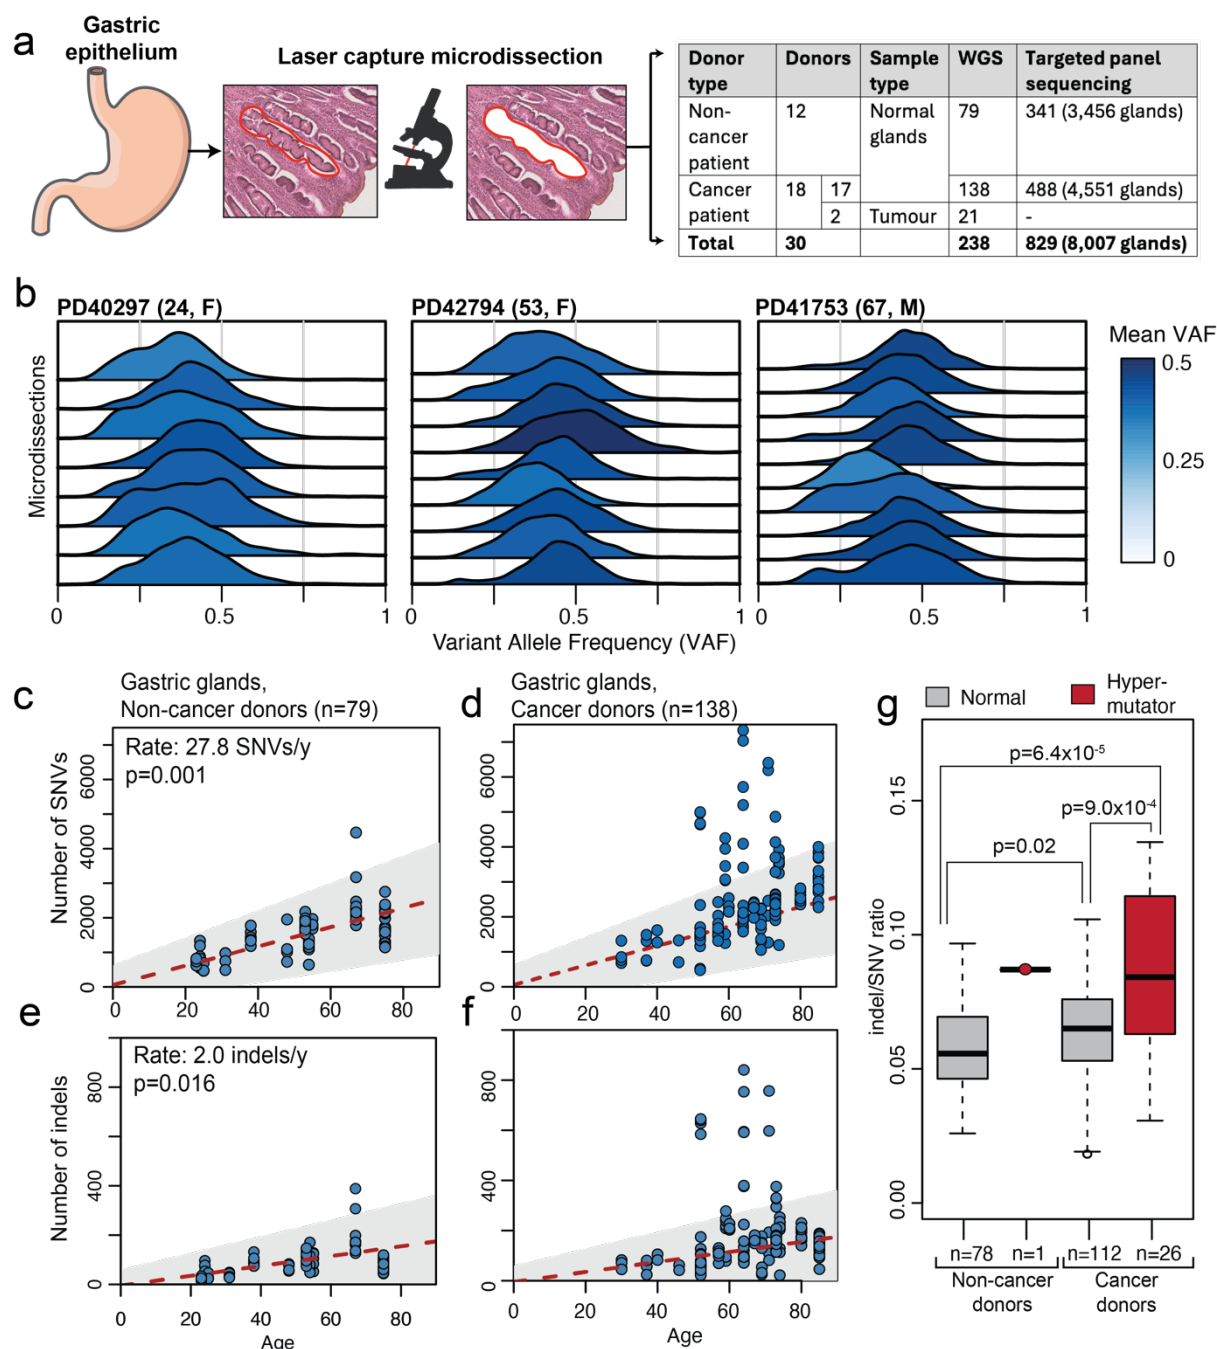 a
Gastric
epithelium
Laser capture microdissection
Donor type
Donors
Sample type
WGS
Targeted panel sequencing
Non-cancer patient
12
Normal glands
79
341 (3,456 glands)
Cancer patient
18
17
138
488 (4,551 glands)
2
Tumour
21
-
Total
30
238
829 (8,007 glands)
b
PD40297 (24, F)
PD42794 (53, F)
PD41753 (67, M)
Mean VAF
0.5
0.25
0
Microdissections
0
0.5
1
0
0.5
1
0
0.5
1
Variant Allele Frequency (VAF)
c
Gastric glands,
Non-cancer donors (n=79)
Rate: 27.8 SNVs/y
p=0.001
Number of SNVs
0
2000
4000
6000
0
20
40
60
80
d
Gastric glands,
Cancer donors (n=138)
0
2000
4000
6000
0
20
40
60
80
e
Rate: 2.0 indels/y
p=0.016
Number of indels
0
400
800
0
20
40
60
80
Age
f
0
400
800
0
20
40
60
80
Age
g
Normal
Hyper-
mutator
p=6.4x10⁻⁵
p=9.0x10⁻⁴
p=0.02
indel/SNV ratio
0.00
0.05
0.10
0.15
n=78
n=1
n=112
n=26
Non-cancer
donors
Cancer
donors